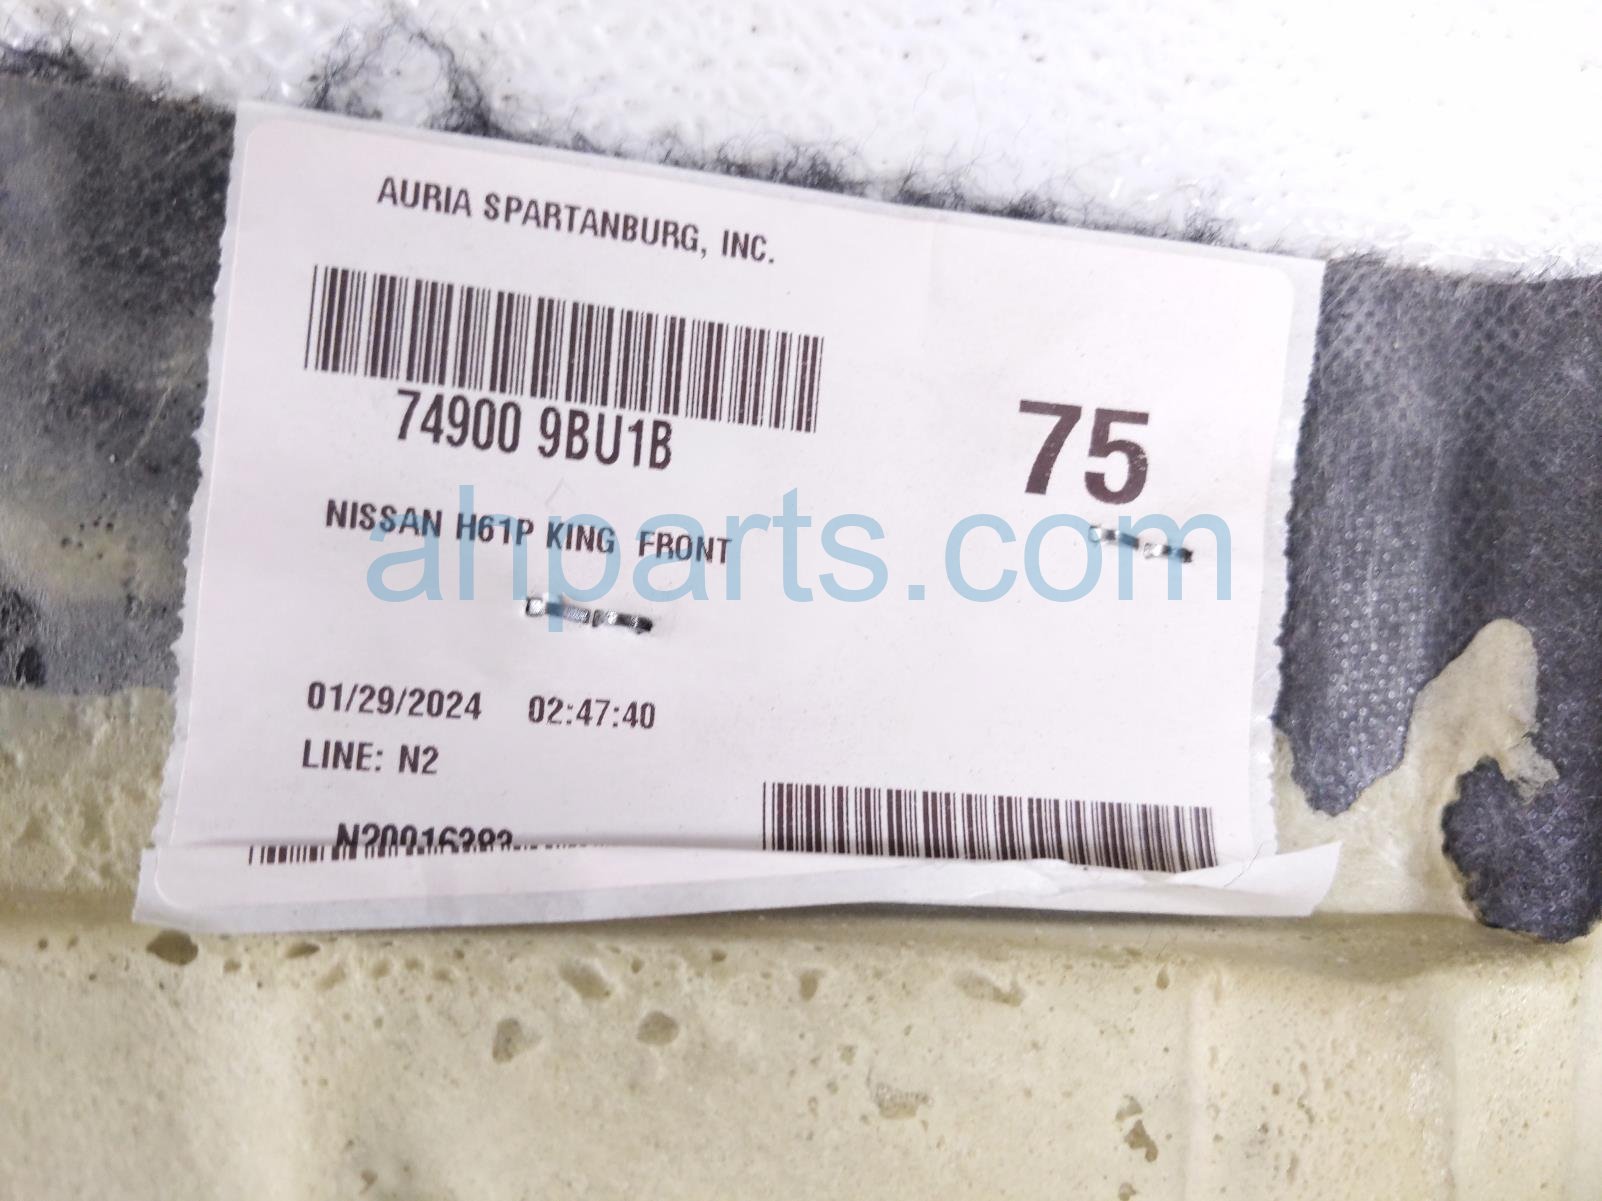 AURIA SPARTANBURG, INC.
74900 9BU1B
75
NISSAN H61P KING FRONT
ahparts.com
01/29/2024 02:47:40
LINE: N2